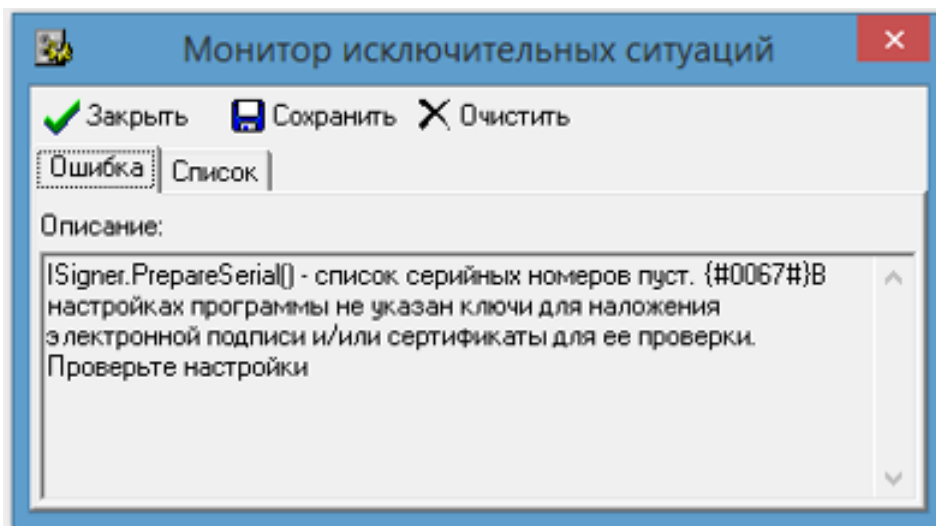 Монитор исключительных ситуаций
Закрыть Сохранить Очистить
Ошибка Список
Описание:
ISigner.PrepareSerial() - список серийных номеров пуст. {#0067#}В
настройках программы не указан ключи для наложения
электронной подписи и/или сертификаты для ее проверки.
Проверьте настройки